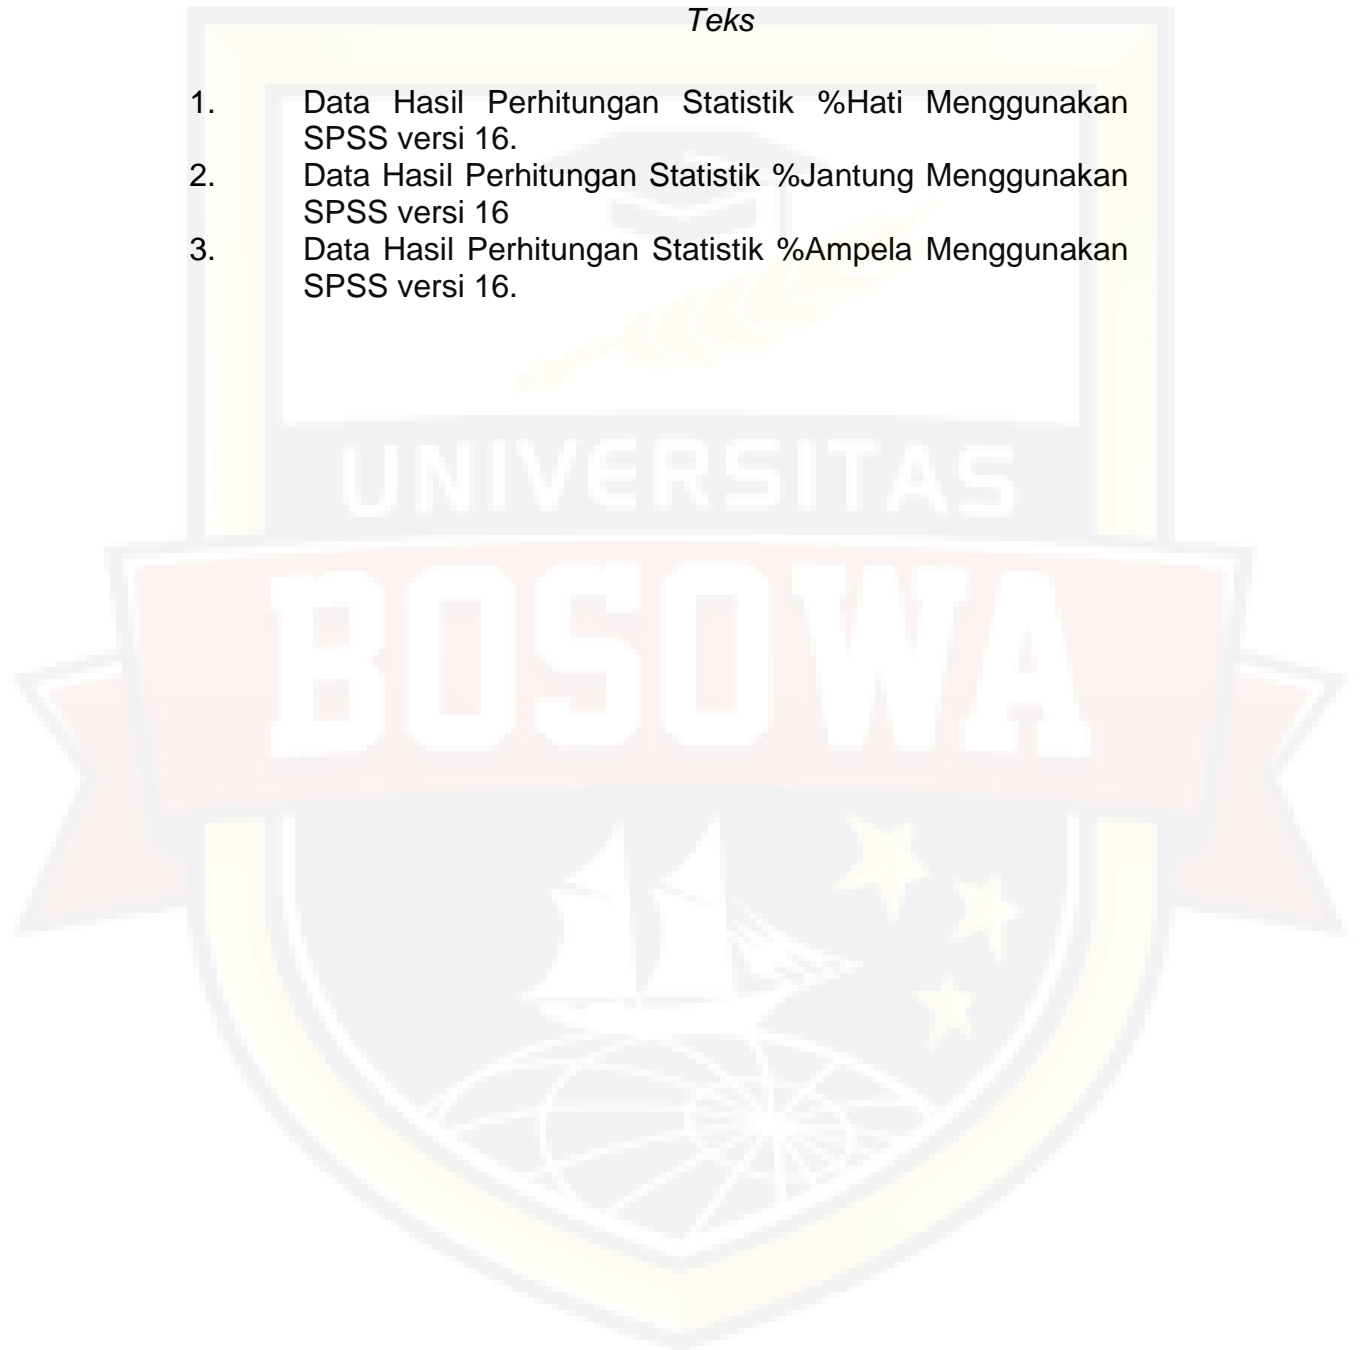 Teks
1. Data Hasil Perhitungan Statistik %Hati Menggunakan
SPSS versi 16.
2. Data Hasil Perhitungan Statistik %Jantung Menggunakan
SPSS versi 16
3. Data Hasil Perhitungan Statistik %Ampela Menggunakan
SPSS versi 16.
UNIVERSITAS
BOSOWA